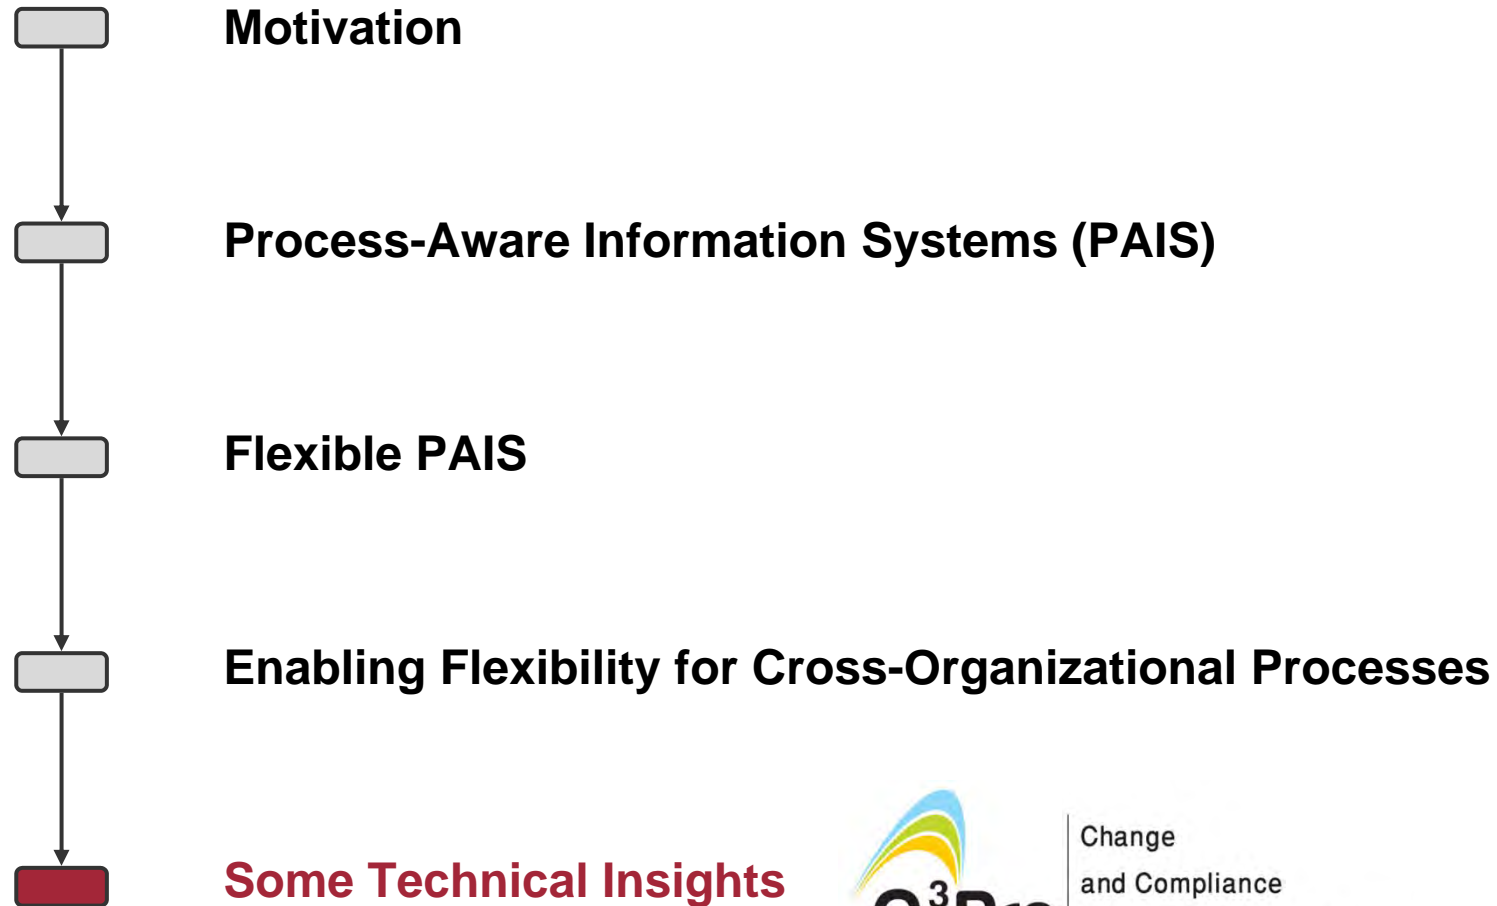 Motivation
Process-Aware Information Systems (PAIS)
Flexible PAIS
Enabling Flexibility for Cross-Organizational Processes
Some Technical Insights
Change
and Compliance